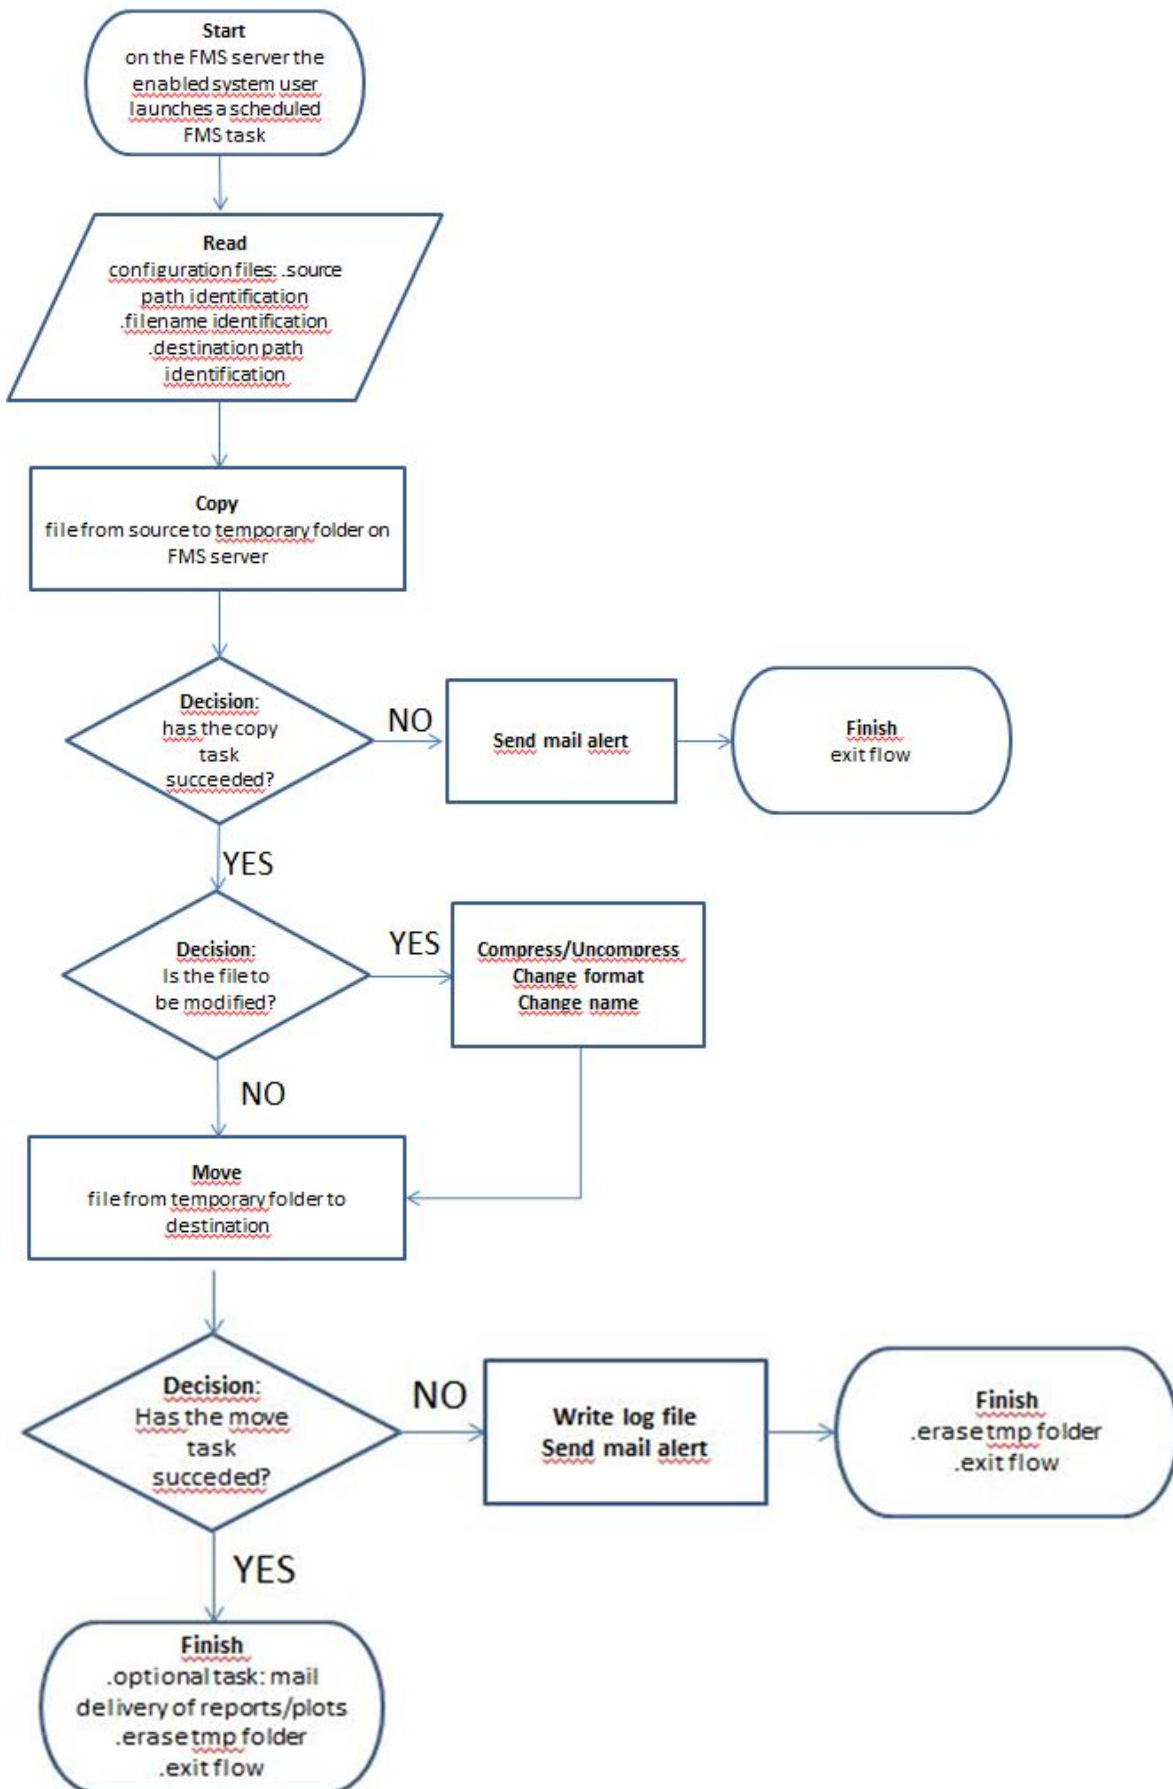 Start
on the FMS server the
enabled system user
launches a scheduled
FMS task
Read
configuration files: .source
path identification
.filename identification
.destination path
identification
Copy
file from source to temporary folder on
FMS server
Decision:
has the copy
task
succeeded?
NO
Send mail alert
Finish
exit flow
YES
Decision:
Is the file to
be modified?
YES
Compress/Uncompress
Change format
Change name
NO
Move
file from temporary folder to
destination
Decision:
Has the move
task
succeded?
NO
Write log file
Send mail alert
Finish
.erase tmp folder
.exit flow
YES
Finish
.optional task: mail
delivery of reports/plots
.erase tmp folder
.exit flow